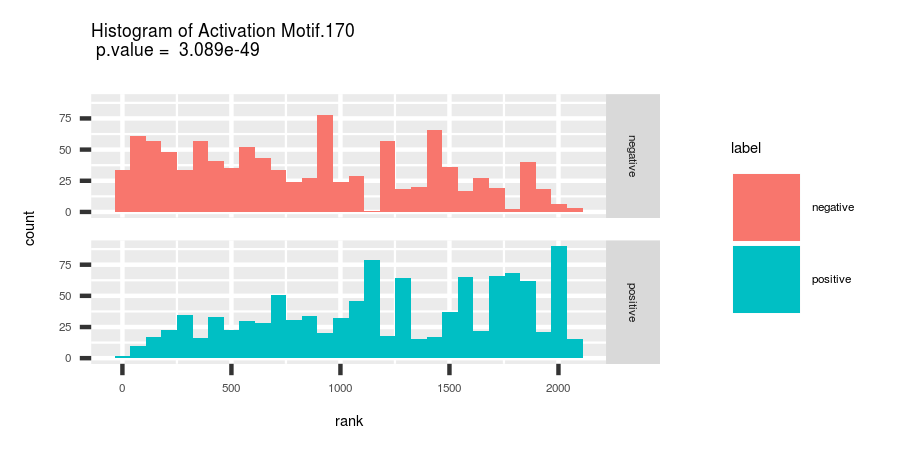 Histogram of Activation Motif.170
p.value = 3.089e-49
75
50
25
0
negative
75
50
25
0
positive
0 500 1000 1500 2000
rank
count
label
negative
positive